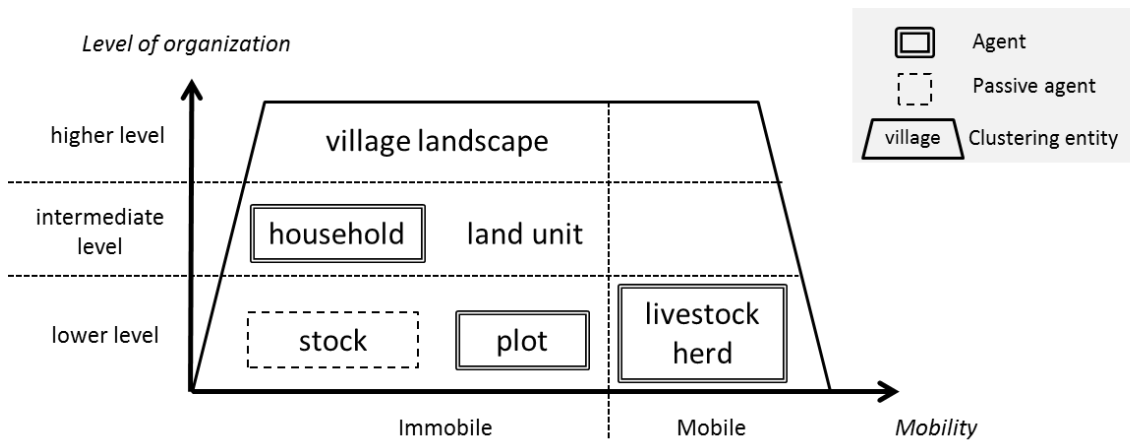 Level of organization
Agent
Passive agent
village
Clustering entity
higher level
village landscape
intermediate
level
household
land unit
lower level
stock
plot
livestock
herd
Immobile
Mobile
Mobility